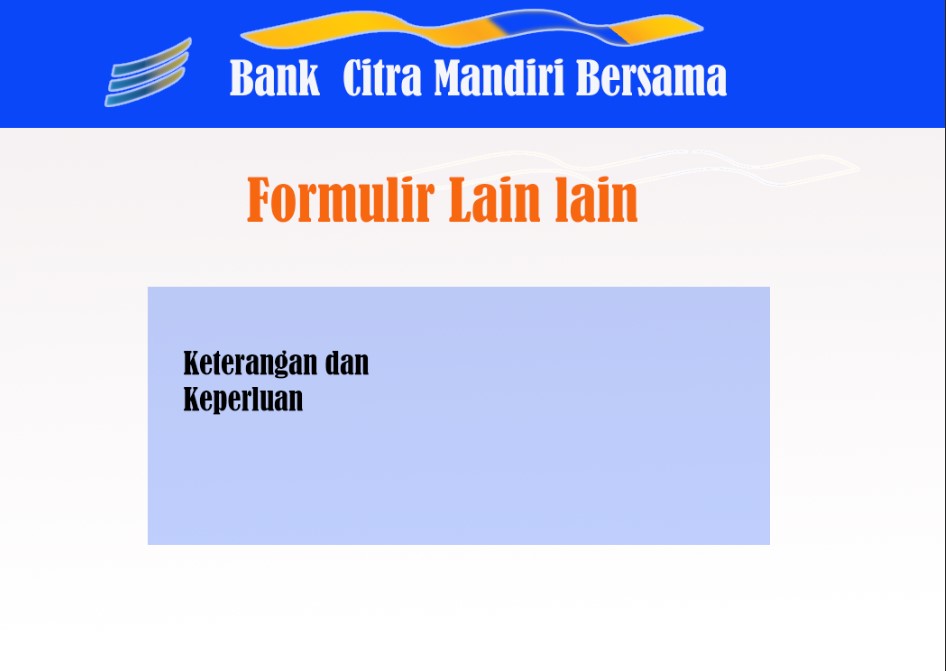 Bank Citra Mandiri Bersama
Formulir Lain lain
Keterangan dan
Keperluan